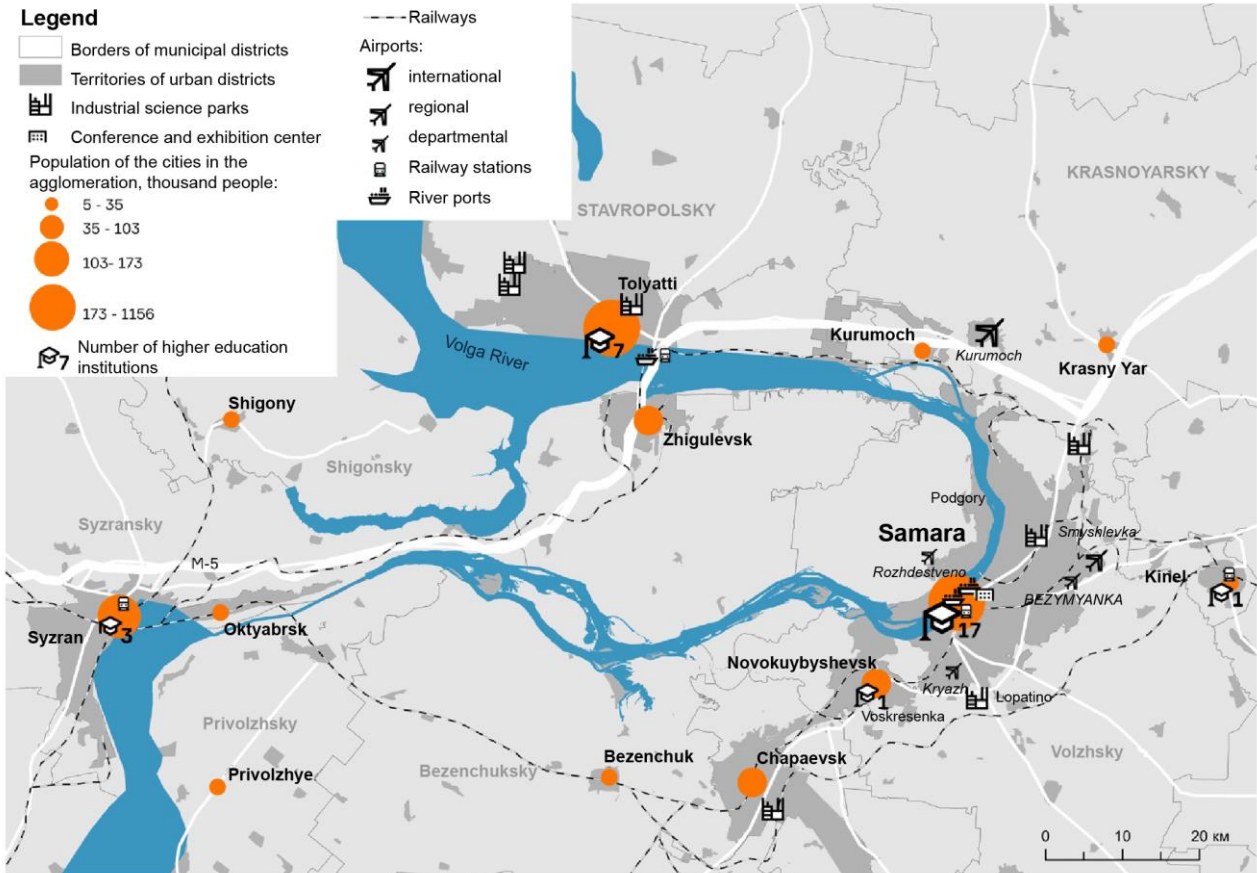 Legend
Borders of municipal districts
Territories of urban districts
Industrial science parks
Conference and exhibition center
Population of the cities in the
agglomeration, thousand people:
5 - 35
35 - 103
103- 173
173 - 1156
7
Number of higher education
institutions
Railways
Airports:
international
regional
departmental
Railway stations
River ports
STAVROPOLSKY
KRASNOYARSKY
Tolyatti
7
Volga River
Kurumoch
Kurumoch
Krasny Yar
Shigony
Zhigulevsk
Shigonsky
Podgory
Syzransky
Samara
Smyshlevka
M-5
Rozhdestveno
Kinel
BEZYMYANKA
1
Syzran
3
Oktyabrsk
17
Novokuybyshevsk
1
Kryazh
Lopatino
Voskresenka
Privolzhsky
Volzhsky
Bezenchuksky
Bezenchuk
Chapaevsk
Privolzhye
0 10 20 км